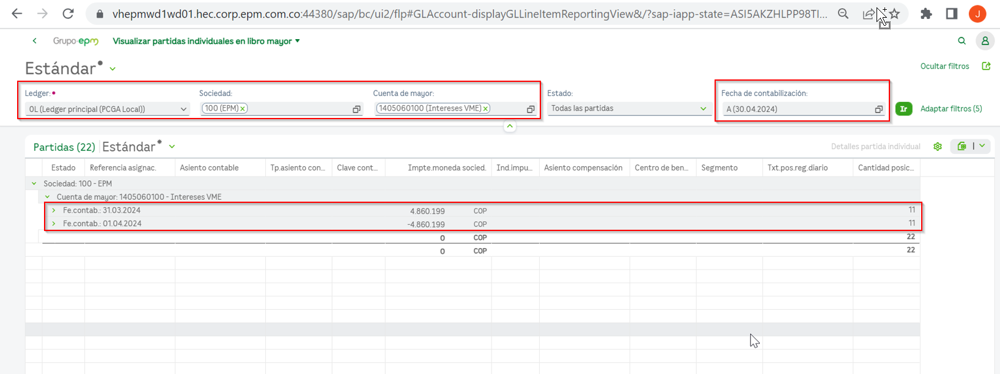 vhepmwd1wd01.hec.corp.epm.com.co:44380/sap/bc/ui2/flp#GLAccount-displayGLLineItemReportingView&/?sap-iapp-state=ASI5AKZHLPP98TI...
J
Grupo·epm Visualizar partidas individuales en libro mayor
Estándar*
Ocultar filtros
Ledger:
Sociedad:
Cuenta de mayor:
Estado:
Fecha de contabilización:
0L (Ledger principal (PCGA Local))
100 (EPM)
1405060100 (Intereses VME)
Todas las partidas
A (30.04.2024)
Ir
Adaptar filtros (5)
Partidas (22) Estándar*
Detalles partida individual
Estado Referencia asignac. Asiento contable Tp.asiento con... Clave cont... Impte.moneda socied. Ind.impu... Asiento compensación Centro de ben... Segmento Txt.pos.reg.diario Cantidad posic...
Sociedad: 100 - EPM
Cuenta de mayor: 1405060100 - Intereses VME
Fe.contab.: 31.03.2024 4.860.199 COP 11
Fe.contab.: 01.04.2024 -4.860.199 COP 11
0 COP 22
0 COP 22